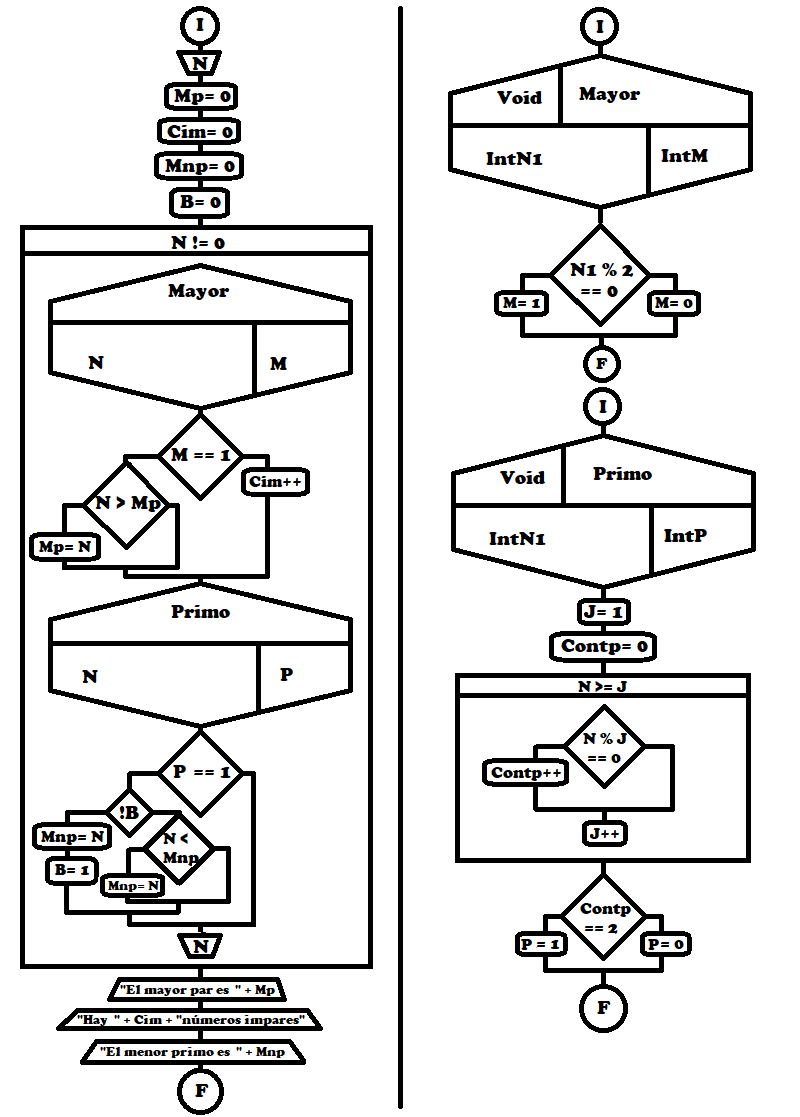 I
N
Mp= 0
Cim= 0
Mnp= 0
B= 0
N != 0
Mayor
N
M
M == 1
Cim++
N > Mp
Mp= N
Primo
N
P
P == 1
!B
Mnp= N
B= 1
N <
Mnp
Mnp= N
N
"El mayor par es " + Mp
"Hay " + Cim + "números impares"
"El menor primo es " + Mnp
F
I
Void
Mayor
IntN1
IntM
N1 % 2
== 0
M= 1
M= 0
F
I
Void
Primo
IntN1
IntP
J= 1
Contp= 0
N >= J
N % J
== 0
Contp++
J++
Contp
== 2
P = 1
P= 0
F